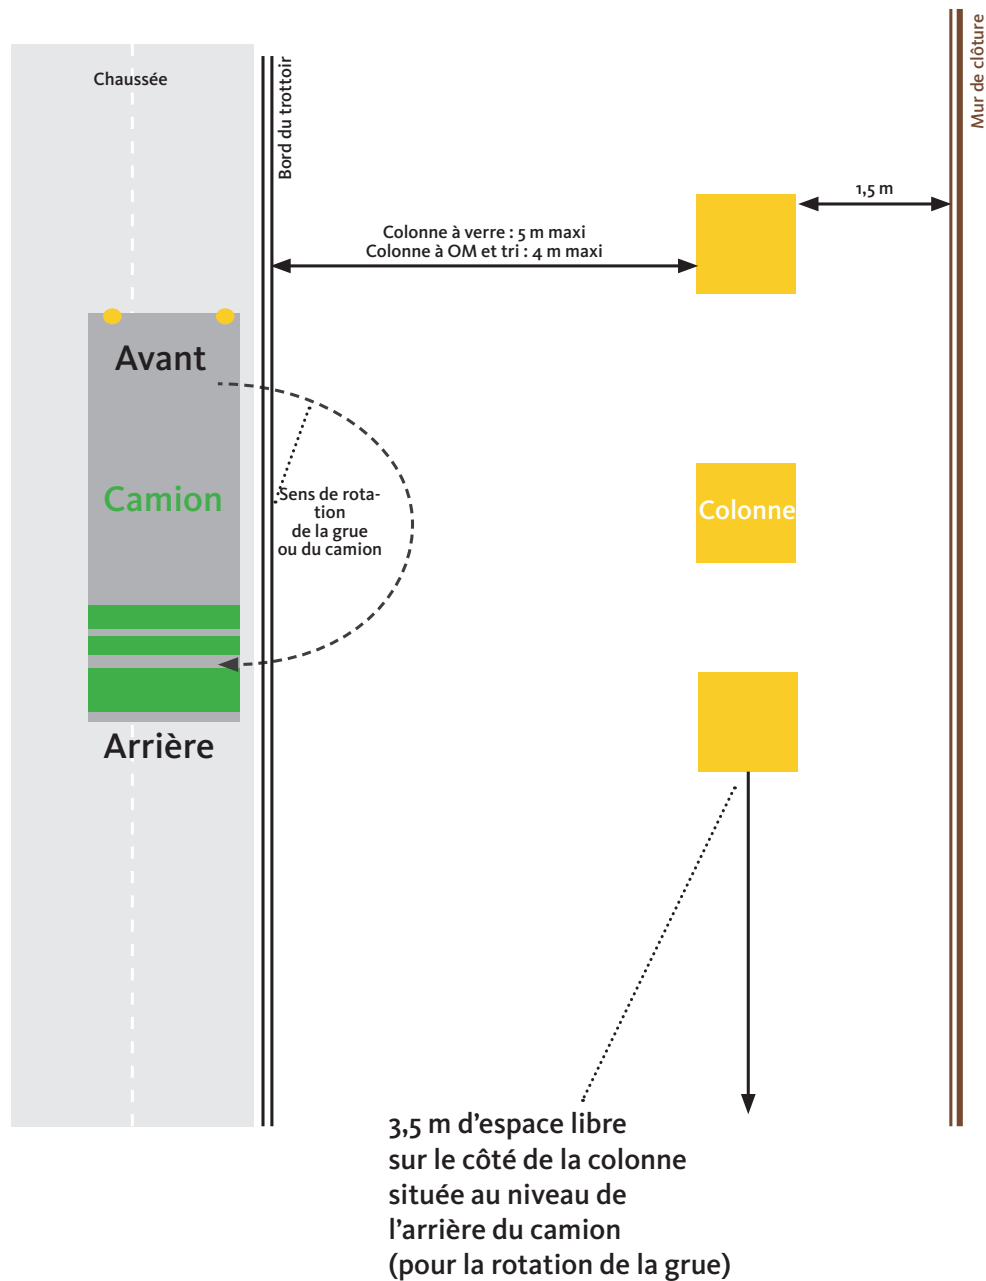 Mur de clôture
Chaussée
Bord du trottoir
1,5 m
Colonne à verre : 5 m maxi
Colonne à OM et tri : 4 m maxi
Avant
Camion
Sens de rota-
tion
de la grue
ou du camion
Colonne
Arrière
3,5 m d'espace libre
sur le côté de la colonne
située au niveau de
l'arrière du camion
(pour la rotation de la grue)